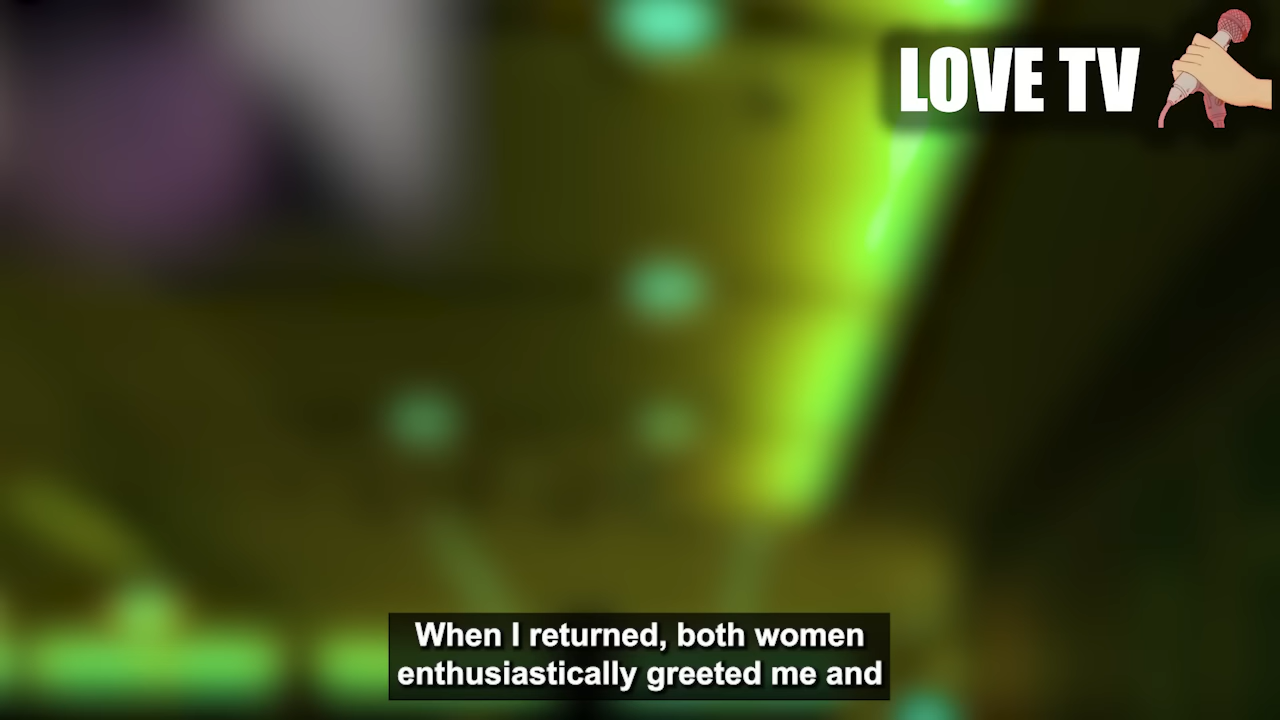 LOVE TV
When I returned, both women
enthusiastically greeted me and